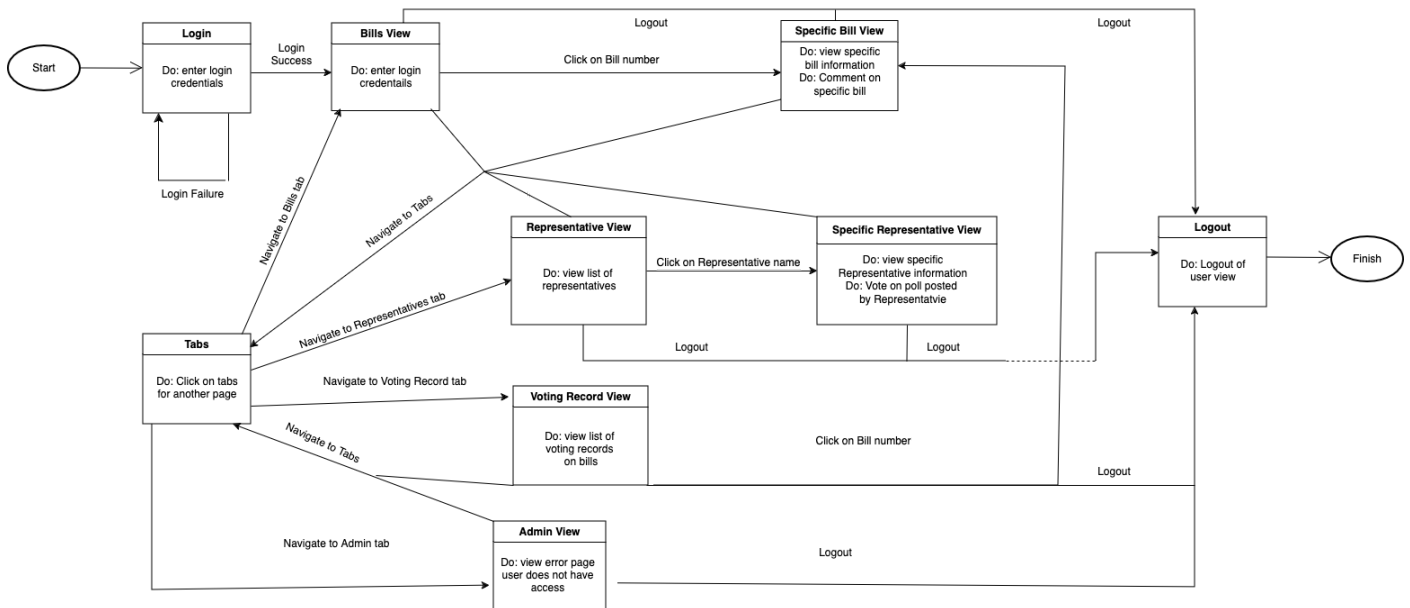 Logout
Logout
Login
Bills View
Specific Bill View
Start
Do: enter login
credentials
Login
Success
Do: enter login
credentails
Click on Bill number
Do: view specific
bill information
Do: Comment on
specific bill
Login Failure
Navigate to Bills tab
Navigate to Tabs
Representative View
Do: view list of
representatives
Click on Representative name
Specific Representative View
Do: view specific
Representative information
Do: Vote on poll posted
by Representatvie
Logout
Do: Logout of
user view
Finish
Navigate to Representatives tab
Logout
Logout
Tabs
Do: Click on tabs
for another page
Navigate to Voting Record tab
Voting Record View
Do: view list of
voting records
on bills
Navigate to Tabs
Click on Bill number
Logout
Admin View
Do: view error page
user does not have
access
Navigate to Admin tab
Logout